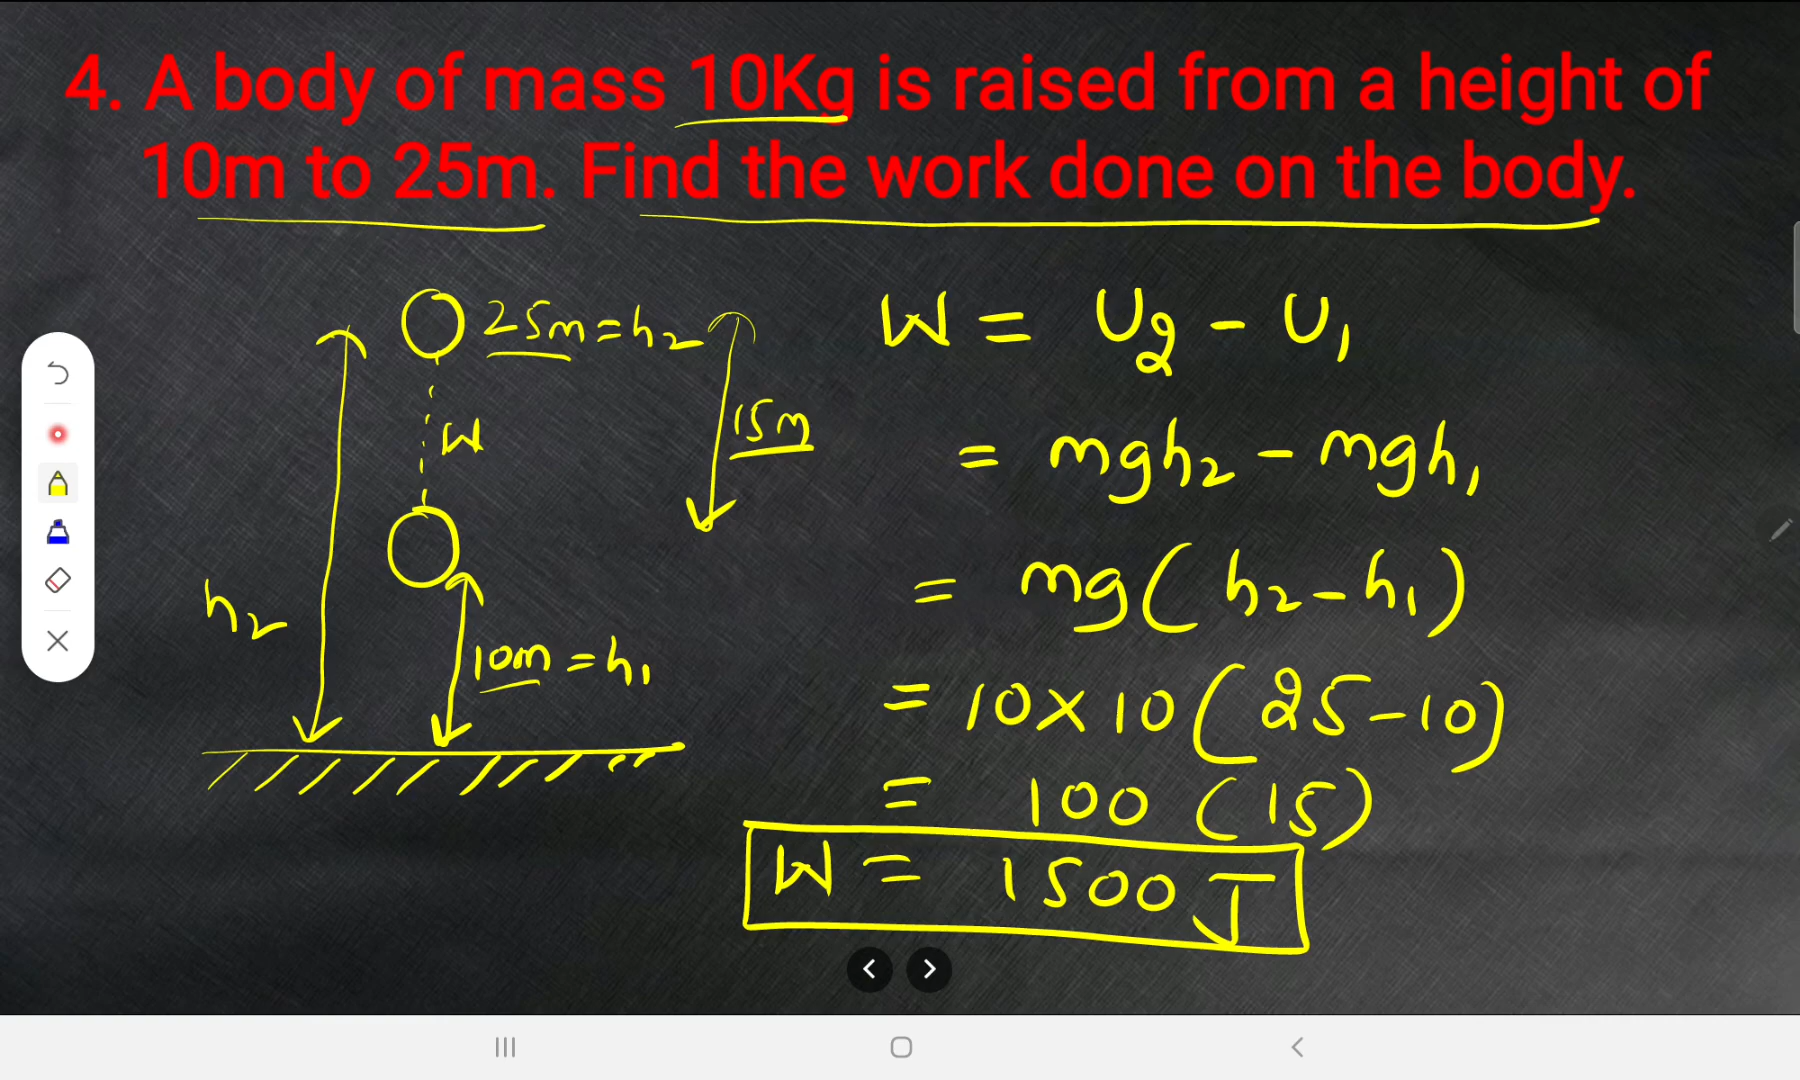 4. A body of mass 10Kg is raised from a height of
10m to 25m. Find the work done on the body.
25m = h2
W
15m
h2
10m = h1
W = U2 - U1
= mgh2 - mgh1
= mg(h2 - h1)
= 10 x 10 (25 - 10)
= 100 (15)
W = 1500 J